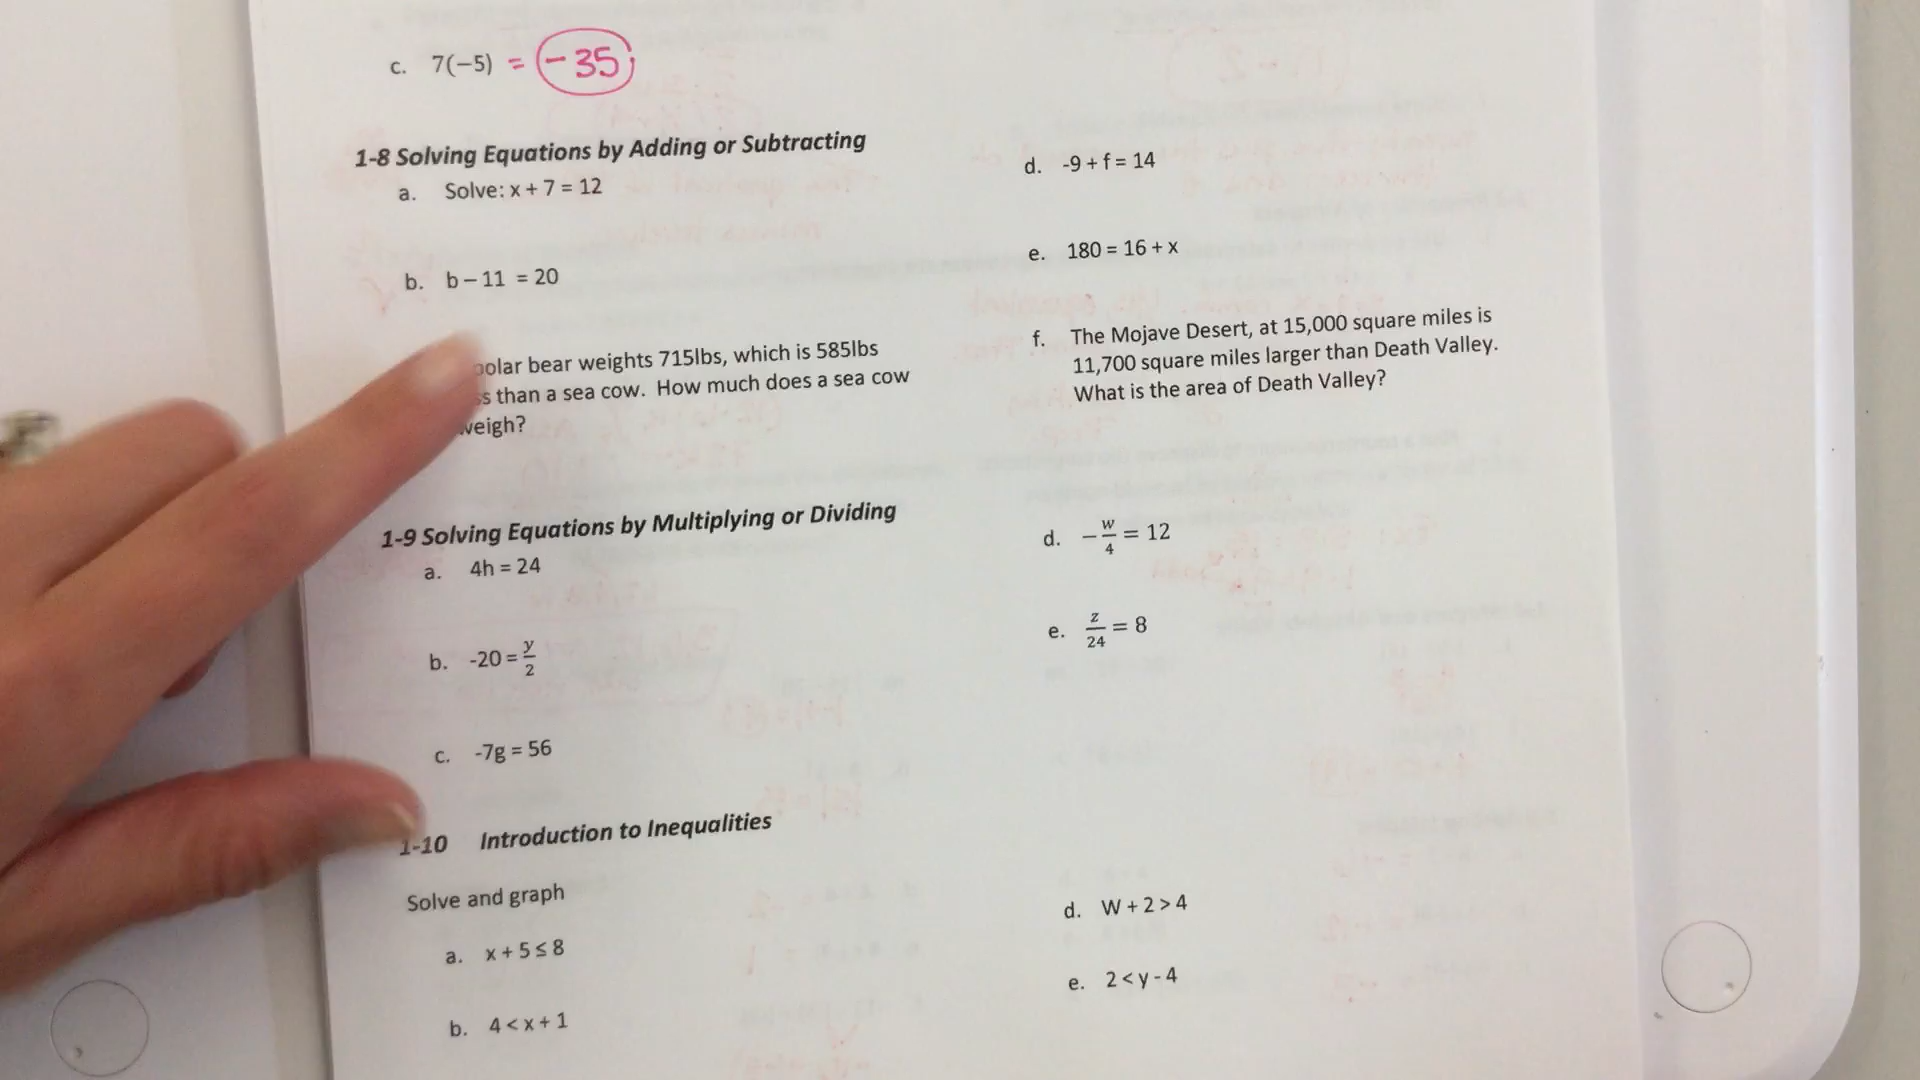 c. 7(−5) = −35
1-8 Solving Equations by Adding or Subtracting
a. Solve: x + 7 = 12
b. b − 11 = 20
polar bear weights 715lbs, which is 585lbs
than a sea cow. How much does a sea cow
weigh?
d. -9 + f = 14
e. 180 = 16 + x
f. The Mojave Desert, at 15,000 square miles is
11,700 square miles larger than Death Valley.
What is the area of Death Valley?
1-9 Solving Equations by Multiplying or Dividing
a. 4h = 24
b. -20 = y/2
c. -7g = 56
d. −w/4 = 12
e. z/24 = 8
1-10 Introduction to Inequalities
Solve and graph
a. x + 5 ≤ 8
b. 4 < x + 1
d. W + 2 > 4
e. 2 < y - 4